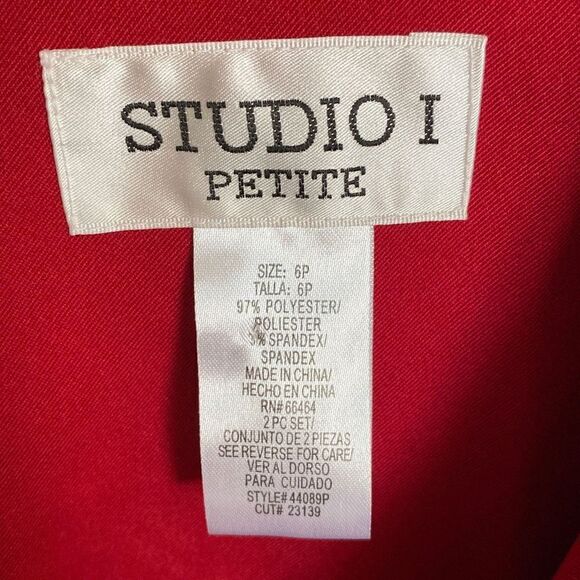 STUDIO I
PETITE
SIZE: 6P
TALLA: 6P
97% POLYESTER/
POLIESTER
3% SPANDEX/
SPANDEX
MADE IN CHINA/
HECHO EN CHINA
RN# 66464
2 PC SET/
CONJUNTO DE 2 PIEZAS
SEE REVERSE FOR CARE/
VER AL DORSO
PARA CUIDADO
STYLE# 44089P
CUT# 23139